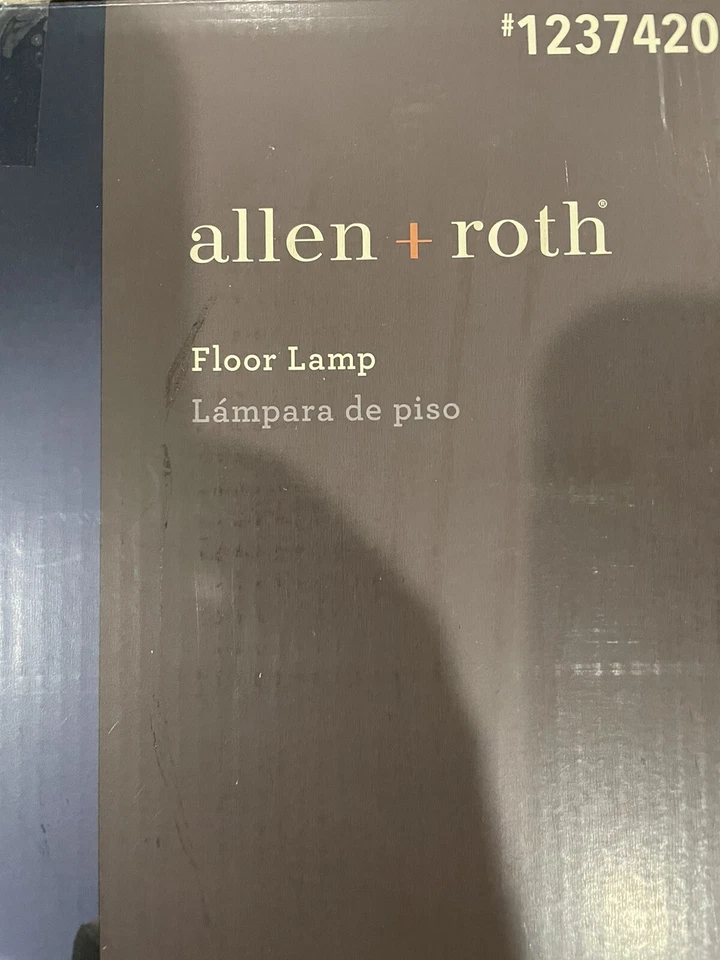 #1237420
allen + roth®
Floor Lamp
Lámpara de piso